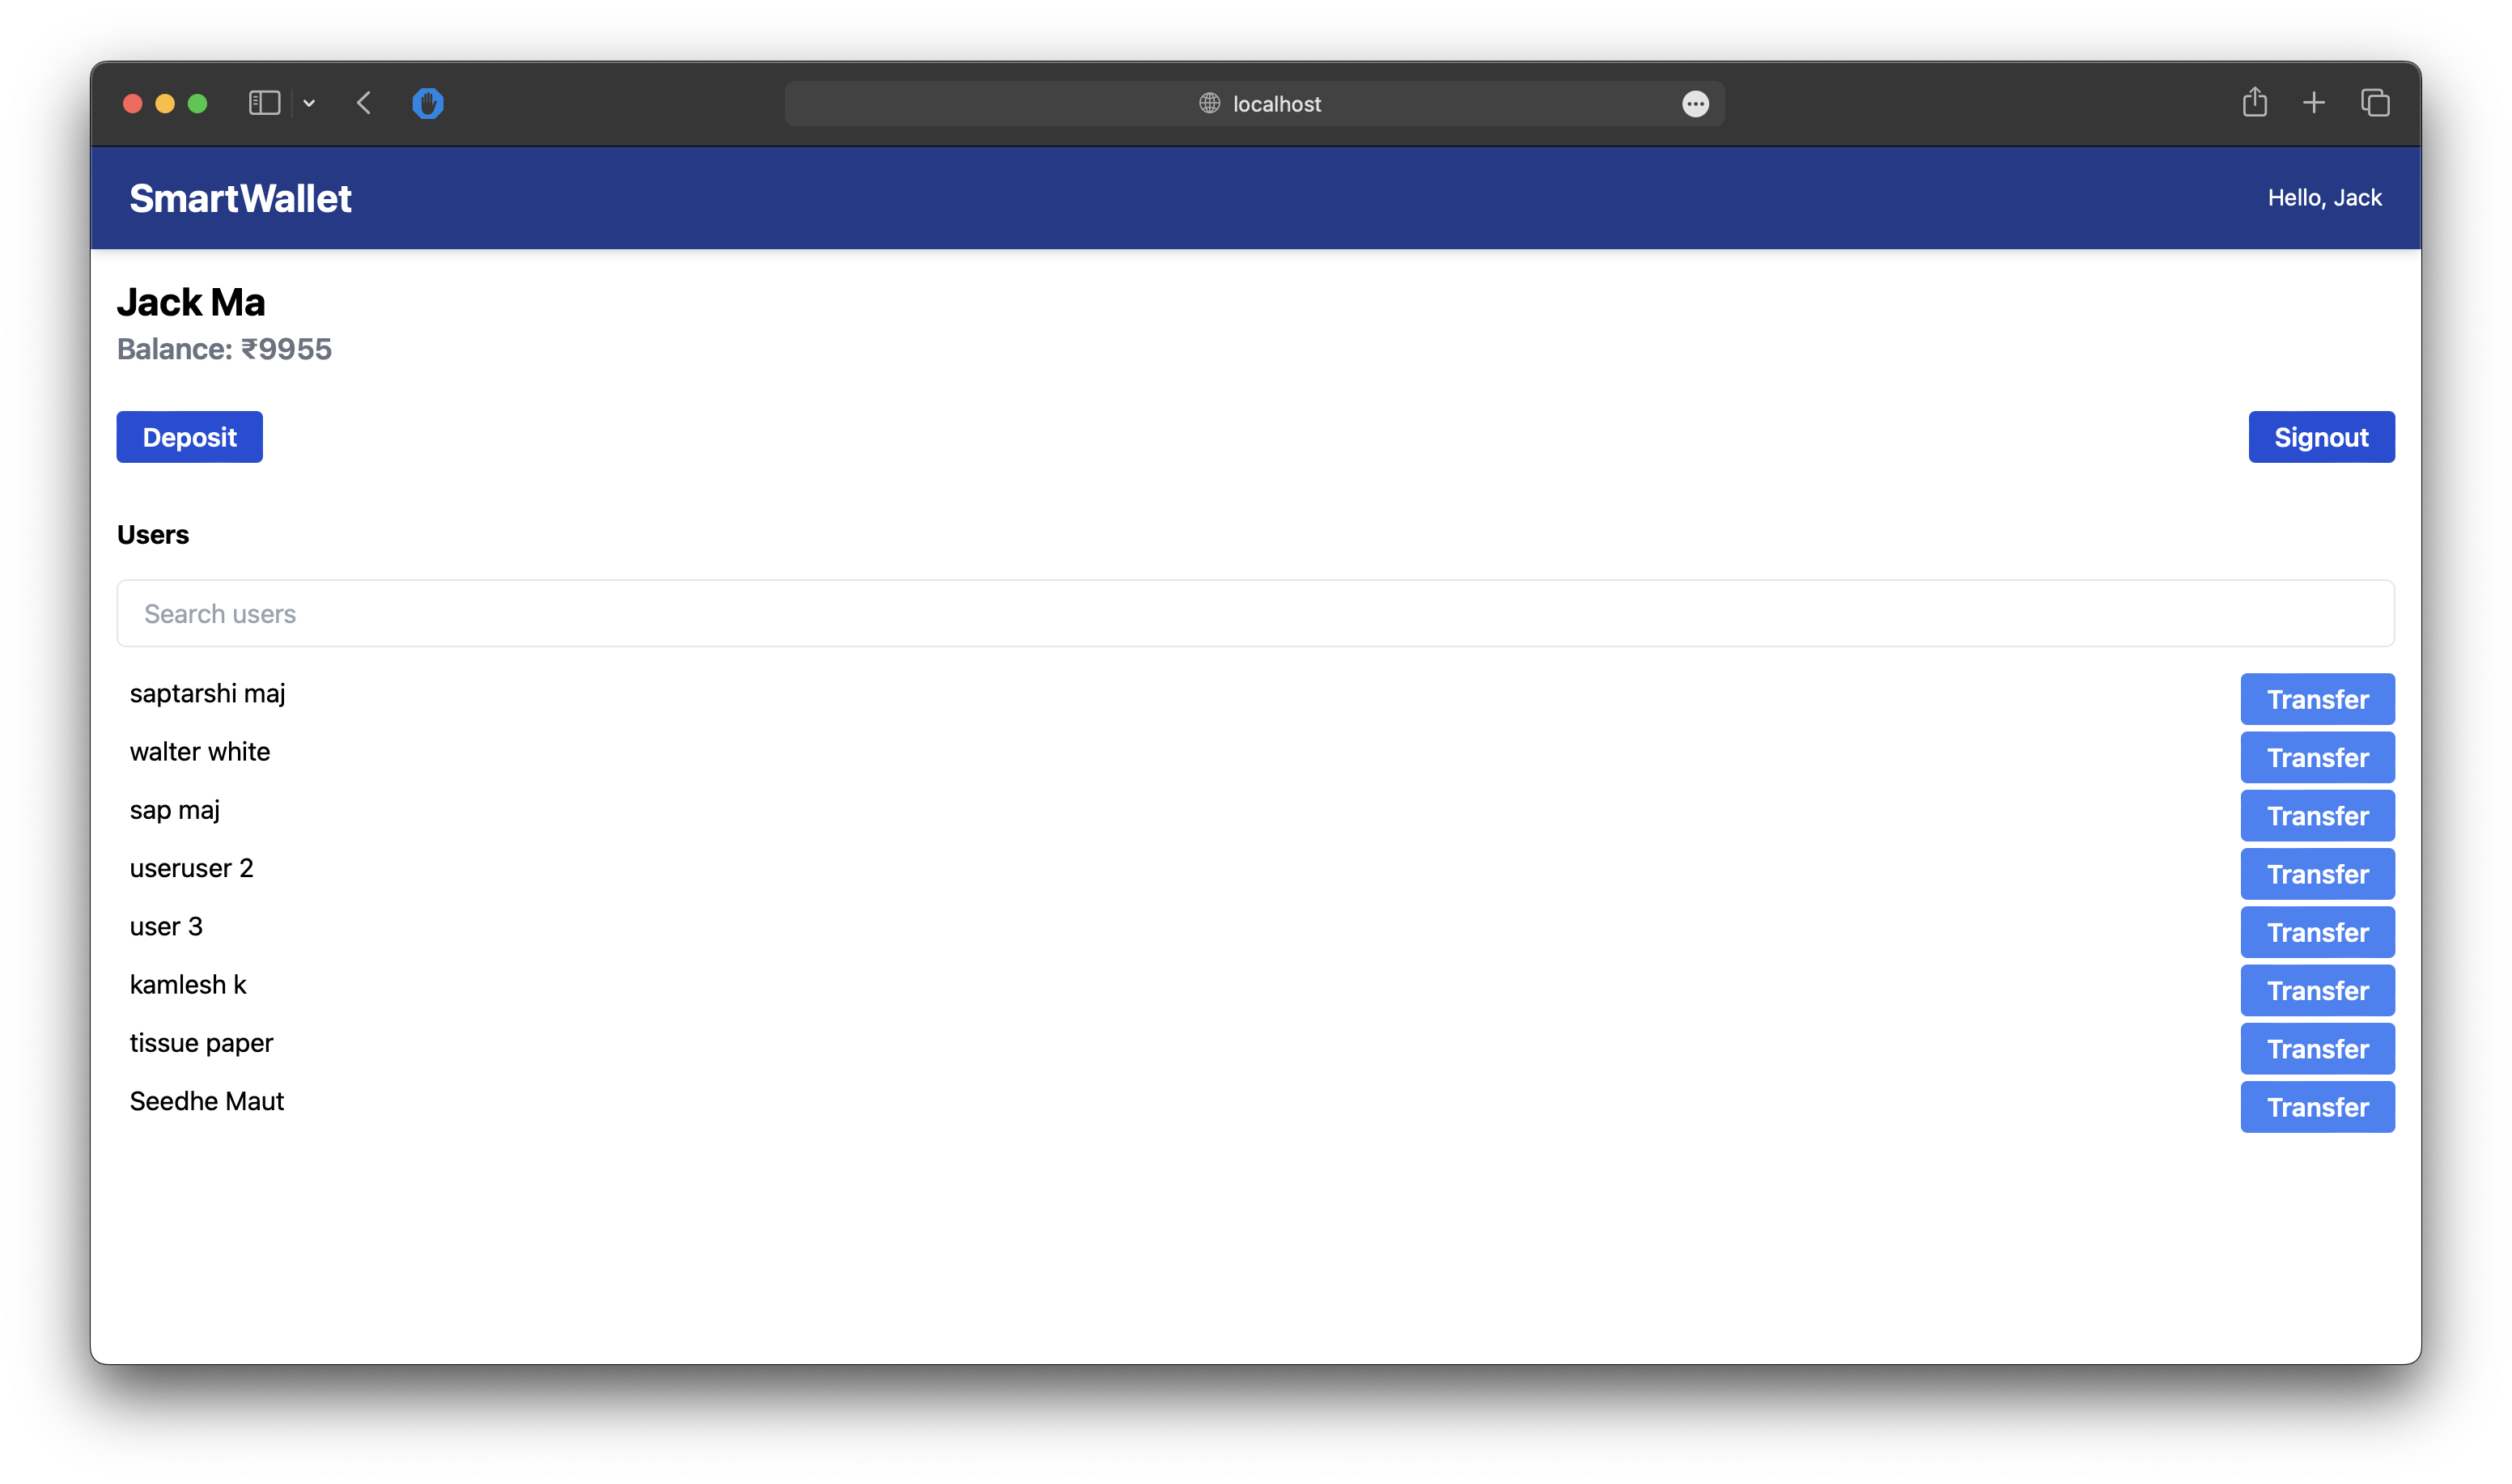 localhost
SmartWallet
Hello, Jack
Jack Ma
Balance: ₹9955
Deposit
Signout
Users
Search users
saptarshi maj
Transfer
walter white
Transfer
sap maj
Transfer
useruser 2
Transfer
user 3
Transfer
kamlesh k
Transfer
tissue paper
Transfer
Seedhe Maut
Transfer